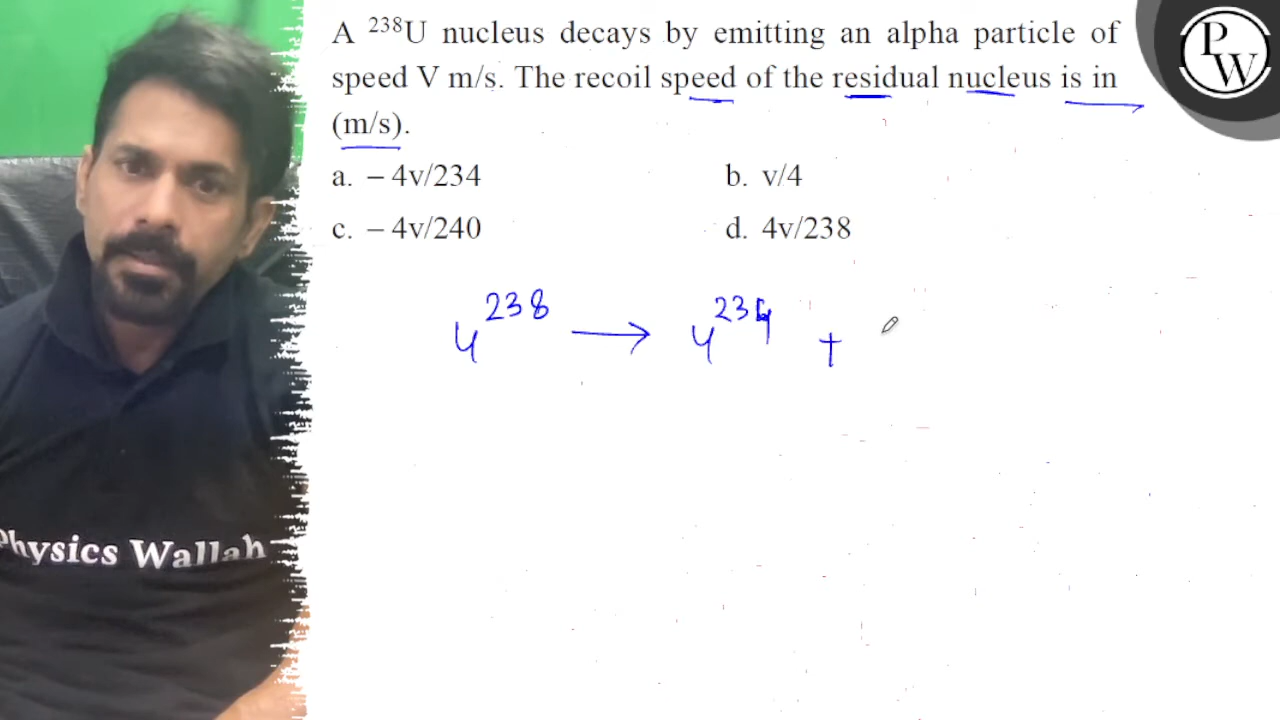 A ²³⁸U nucleus decays by emitting an alpha particle of
speed V m/s. The recoil speed of the residual nucleus is in
(m/s).
a. – 4v/234
b. v/4
c. – 4v/240
d. 4v/238
u²³⁸ → u²³⁴ +
PW
Physics Wallah